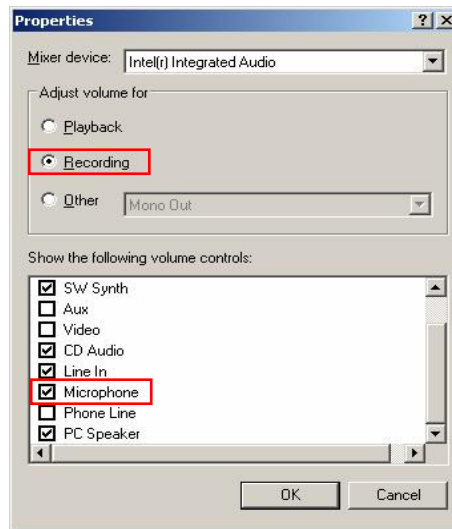 Properties
Mixer device: Intel(r) Integrated Audio
Adjust volume for
Playback
Recording
Other Mono Out
Show the following volume controls:
SW Synth
Aux
Video
CD Audio
Line In
Microphone
Phone Line
PC Speaker
OK Cancel